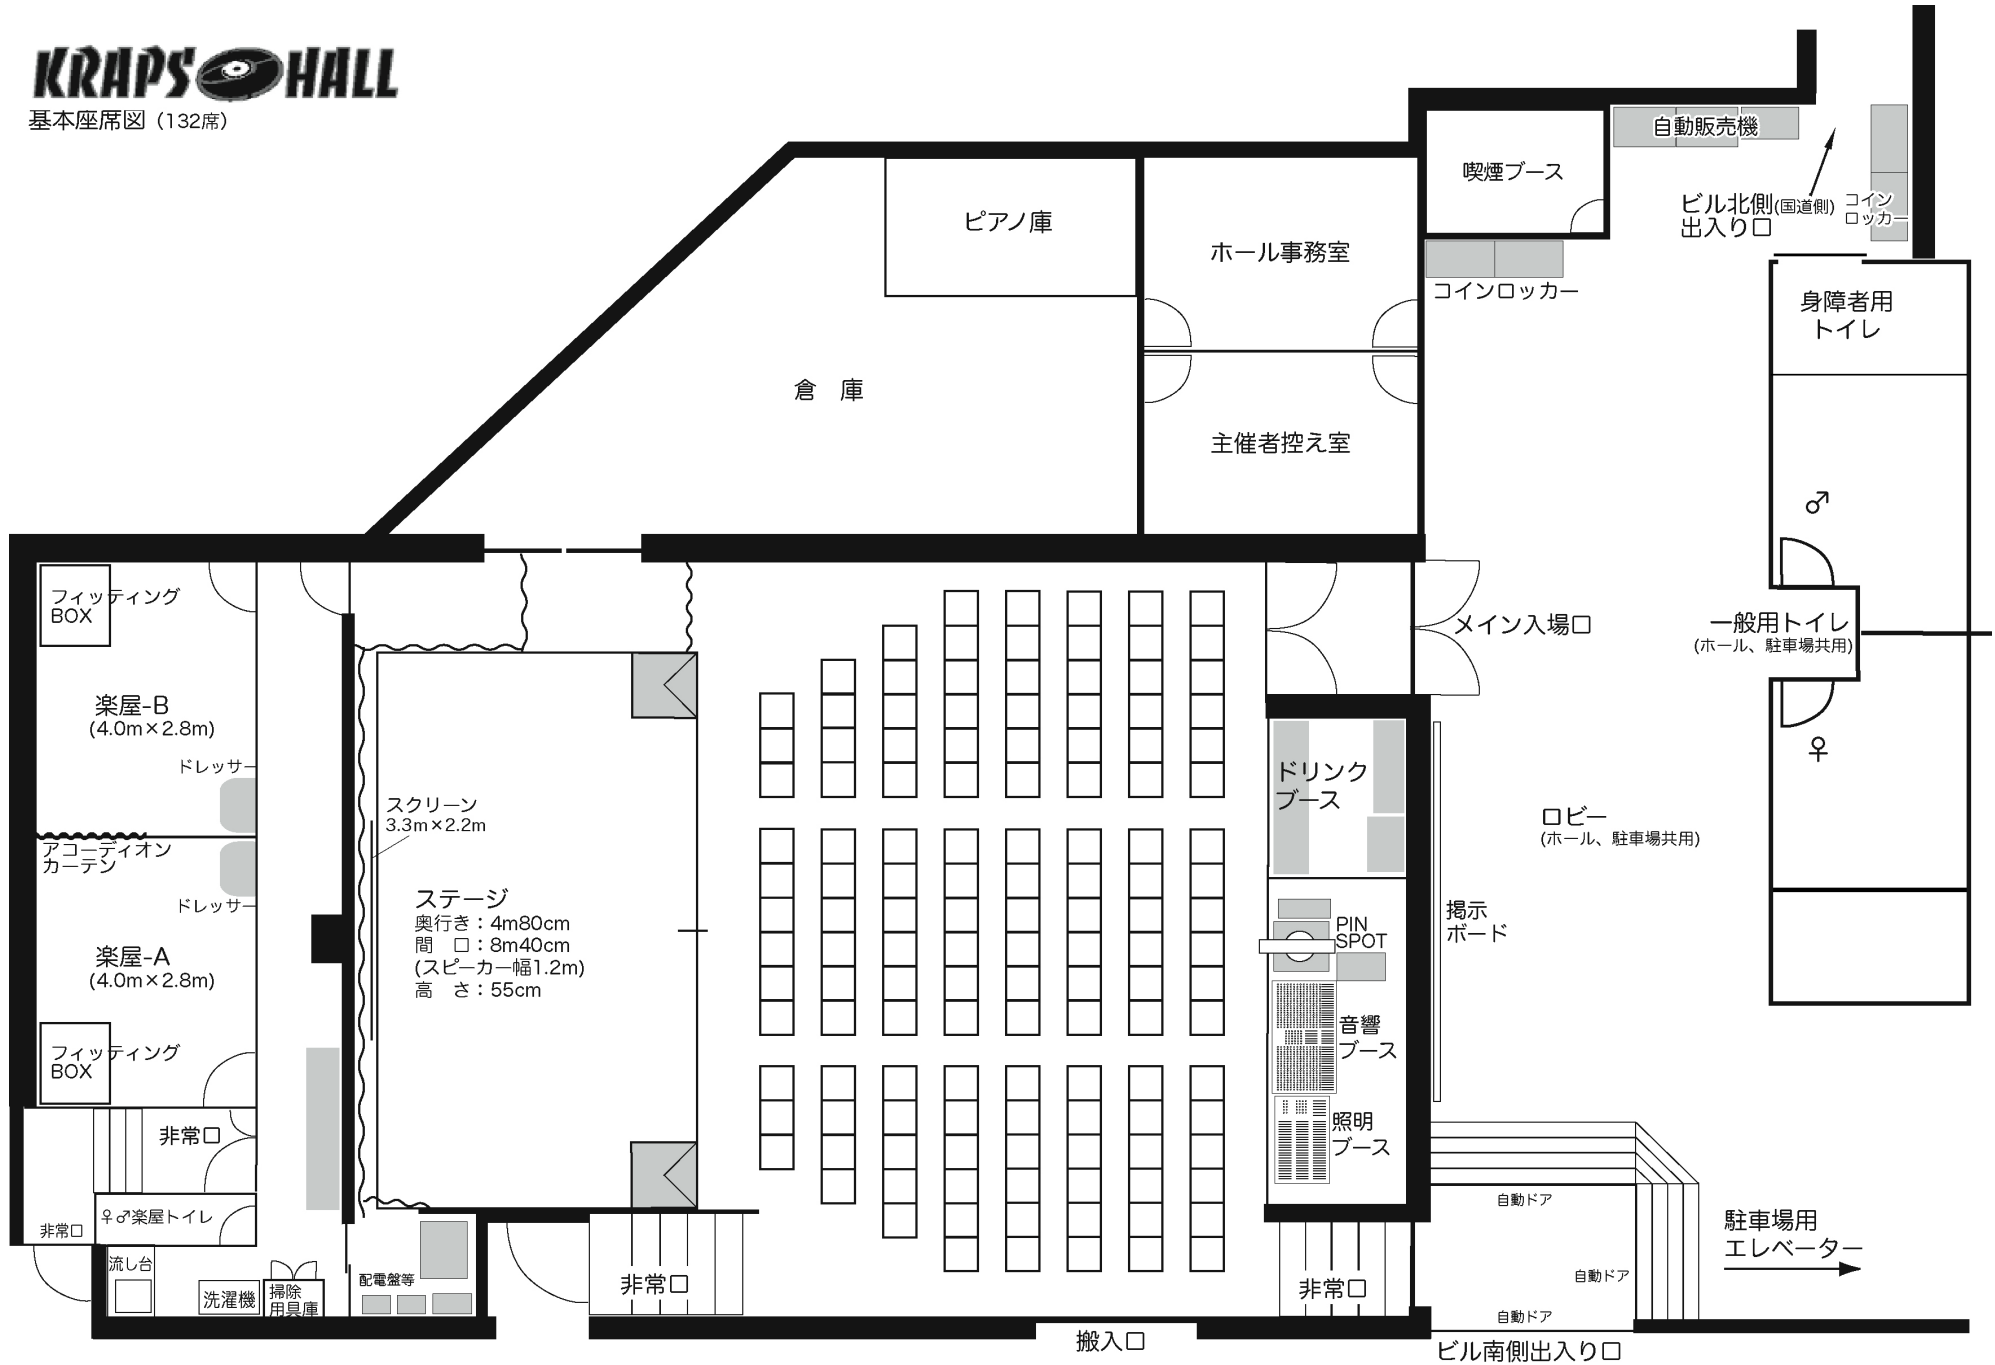 KRAPS HALL
基本座席図（132席）
自動販売機
喫煙ブース
ビル北側(国道側)
出入り口
コイン
ロッカー
ピアノ庫
ホール事務室
コインロッカー
身障者用
トイレ
倉　庫
主催者控え室
♂
フィッティング
BOX
メイン入場口
一般用トイレ
(ホール、駐車場共用)
楽屋-B
(4.0m×2.8m)
♀
ドレッサー
ドリンク
ブース
スクリーン
3.3m×2.2m
ロビー
(ホール、駐車場共用)
アコーディオン
カーテン
ドレッサー
ステージ
奥行き：4m80cm
間　口：8m40cm
(スピーカー幅1.2m)
高　さ：55cm
掲示
ボード
PIN
SPOT
楽屋-A
(4.0m×2.8m)
音響
ブース
フィッティング
BOX
照明
ブース
非常口
自動ドア
♀♂楽屋トイレ
非常口
駐車場用
エレベーター
流し台
配電盤等
非常口
非常口
自動ドア
洗濯機
掃除
用具庫
自動ドア
搬入口
ビル南側出入り口